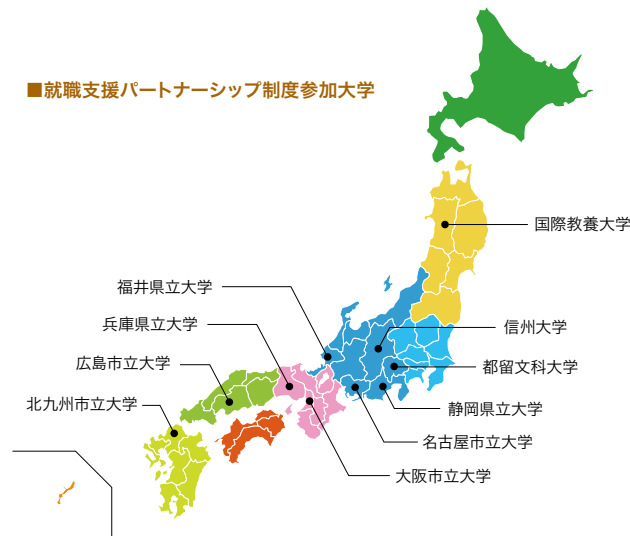 ■就職支援パートナーシップ制度参加大学
国際教養大学
福井県立大学
兵庫県立大学
信州大学
広島市立大学
都留文科大学
北九州市立大学
静岡県立大学
名古屋市立大学
大阪市立大学